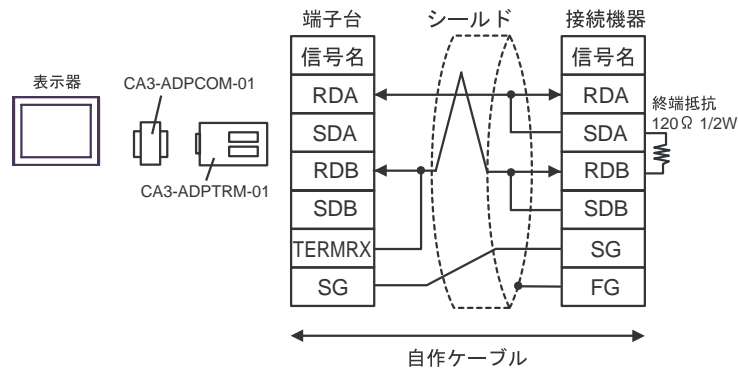 端子台
シールド
接続機器
信号名
信号名
表示器
CA3-ADPCOM-01
CA3-ADPTRM-01
RDA
RDA
SDA
SDA
終端抵抗
120Ω 1/2W
RDB
RDB
SDB
SDB
TERMRX
SG
SG
FG
自作ケーブル